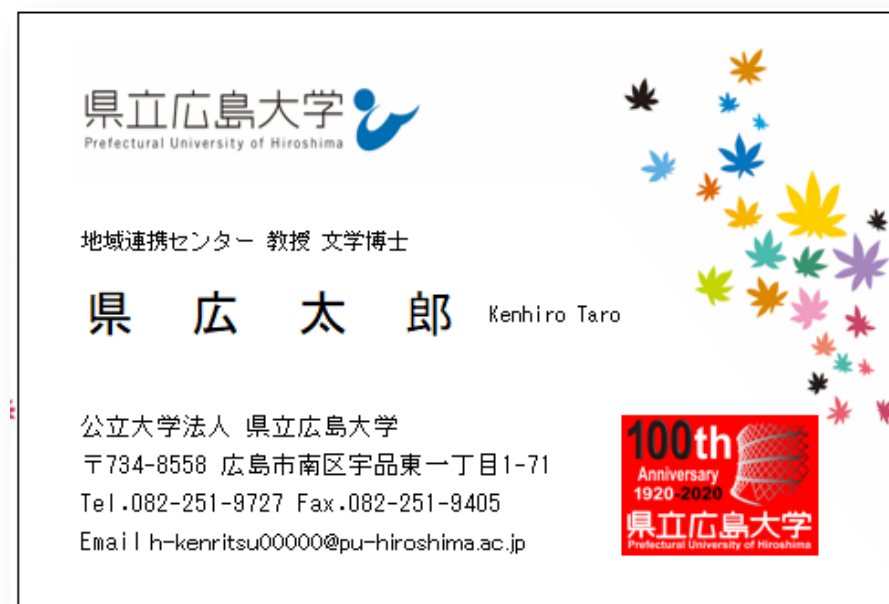 県立広島大学
Prefectural University of Hiroshima
地域連携センター 教授 文学博士
県 広 太 郎 Kenhiro Taro
公立大学法人 県立広島大学
〒734-8558 広島市南区宇品東一丁目1-71
Tel.082-251-9727 Fax.082-251-9405
Email h-kenritsu00000@pu-hiroshima.ac.jp
100th
Anniversary
1920-2020
県立広島大学
Prefectural University of Hiroshima